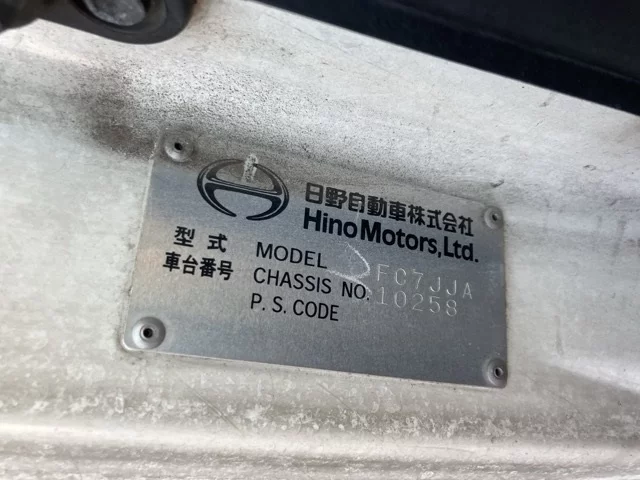 日野自動車株式会社
Hino Motors, Ltd.
型式 MODEL FC7JJA
車台番号 CHASSIS NO. 10258
P.S. CODE